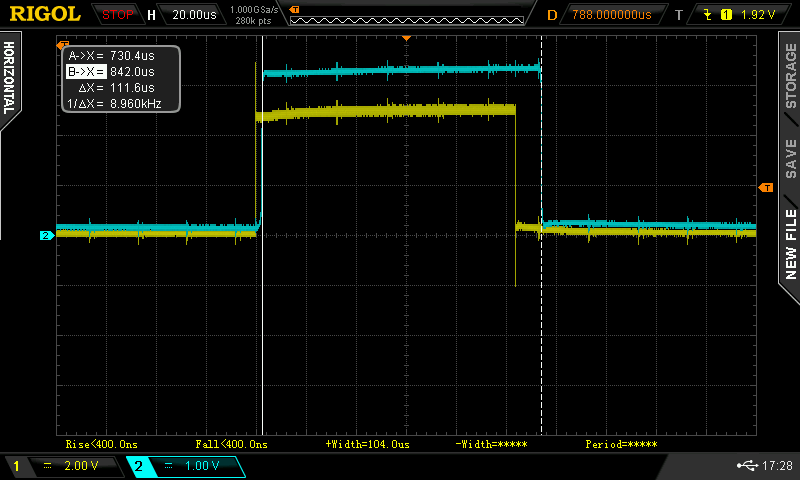 RIGOL STOP H 20.00us 1.000GSa/s 280k pts T D 788.000000us T 1 1.92 V
HORIZONTAL
T
A->X = 730.4us
B->X = 842.0us
ΔX = 111.6us
1/ΔX = 8.960kHz
STORAGE
SAVE
NEW FILE
T
2
Rise<400.0ns Fall<400.0ns +Width=104.0us -Width=***** Period=*****
1 2.00 V 2 1.00 V 17:28